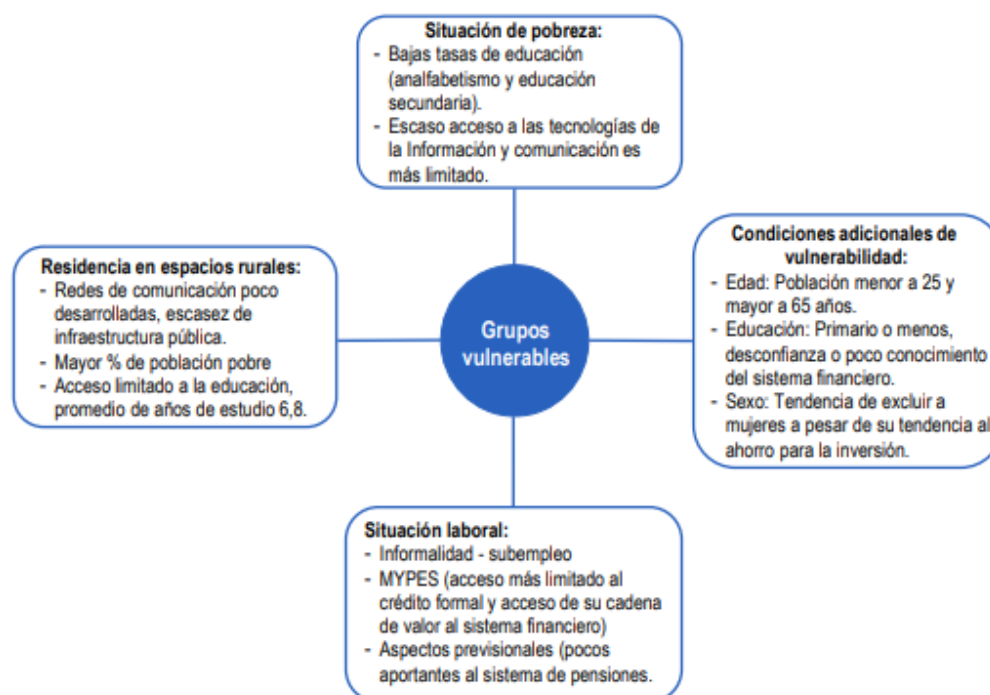 Situación de pobreza:
- Bajas tasas de educación
(analfabetismo y educación
secundaria).
- Escaso acceso a las tecnologías de
la Información y comunicación es
más limitado.
Residencia en espacios rurales:
- Redes de comunicación poco
desarrolladas, escasez de
infraestructura pública.
- Mayor % de población pobre
- Acceso limitado a la educación,
promedio de años de estudio 6,8.
Grupos
vulnerables
Condiciones adicionales de
vulnerabilidad:
- Edad: Población menor a 25 y
mayor a 65 años.
- Educación: Primario o menos,
desconfianza o poco conocimiento
del sistema financiero.
- Sexo: Tendencia de excluir a
mujeres a pesar de su tendencia al
ahorro para la inversión.
Situación laboral:
- Informalidad - subempleo
- MYPES (acceso más limitado al
crédito formal y acceso de su cadena
de valor al sistema financiero)
- Aspectos previsionales (pocos
aportantes al sistema de pensiones.